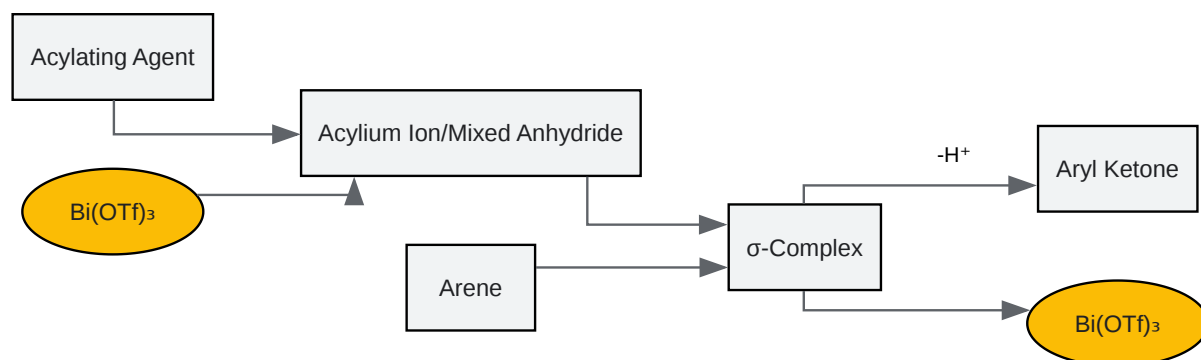 Acylating Agent
Acylium Ion/Mixed Anhydride
Bi(OTf)₃
Arene
σ-Complex
-H⁺
Aryl Ketone
Bi(OTf)₃